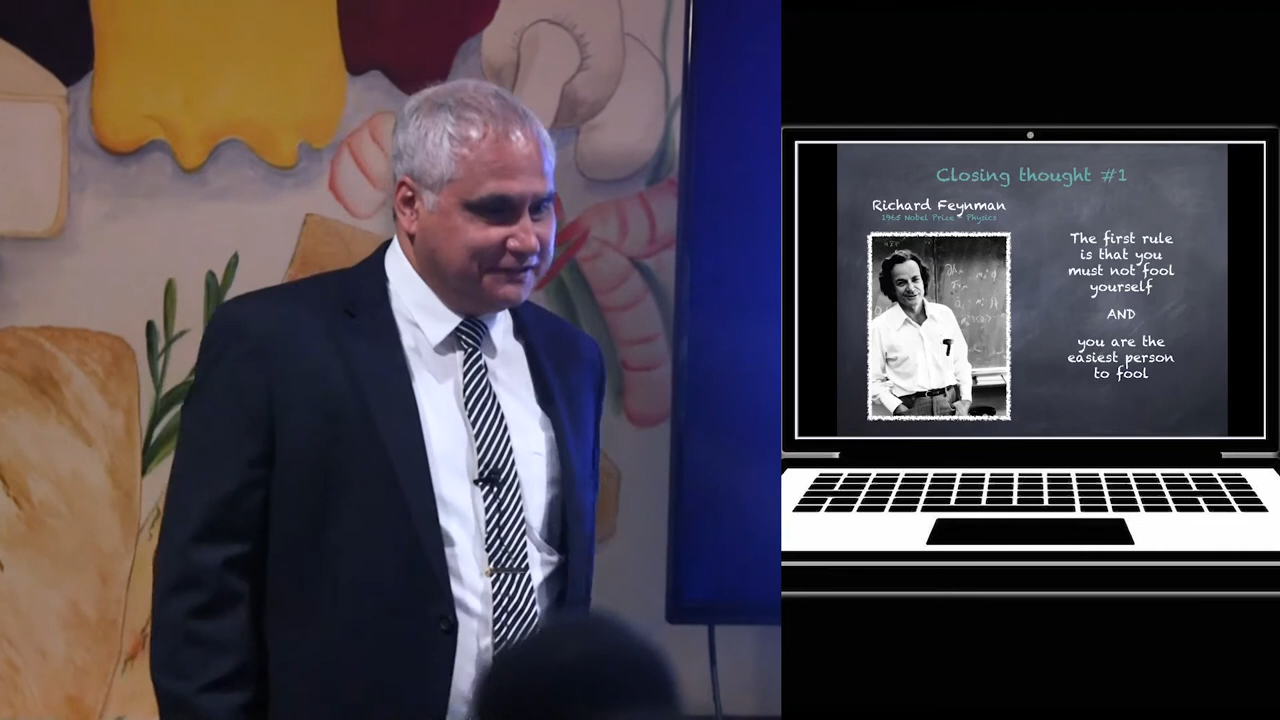 Closing thought #1
Richard Feynman
1965 Nobel Prize - Physics
The first rule
is that you
must not fool
yourself
AND
you are the
easiest person
to fool